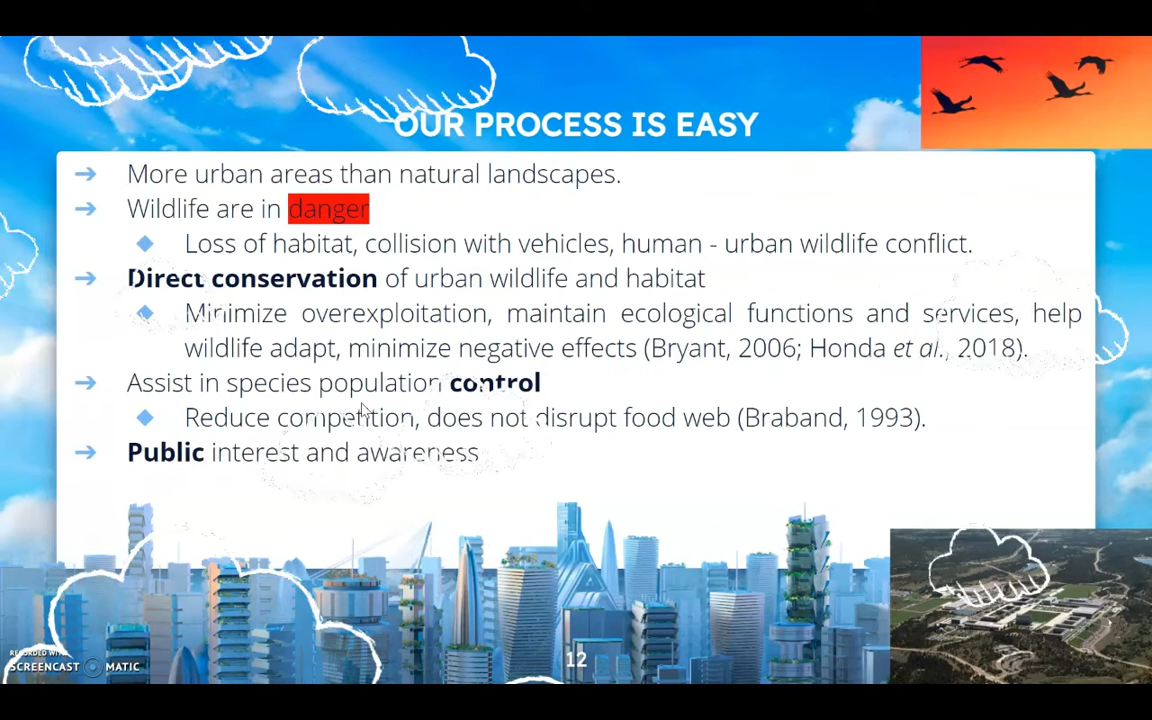 OUR PROCESS IS EASY
➔ More urban areas than natural landscapes.
➔ Wildlife are in danger
◆ Loss of habitat, collision with vehicles, human - urban wildlife conflict.
➔ Direct conservation of urban wildlife and habitat
◆ Minimize overexploitation, maintain ecological functions and services, help
wildlife adapt, minimize negative effects (Bryant, 2006; Honda et al., 2018).
➔ Assist in species population control
◆ Reduce competition, does not disrupt food web (Braband, 1993).
➔ Public interest and awareness
RECORDED WITH
SCREENCAST MATIC
12